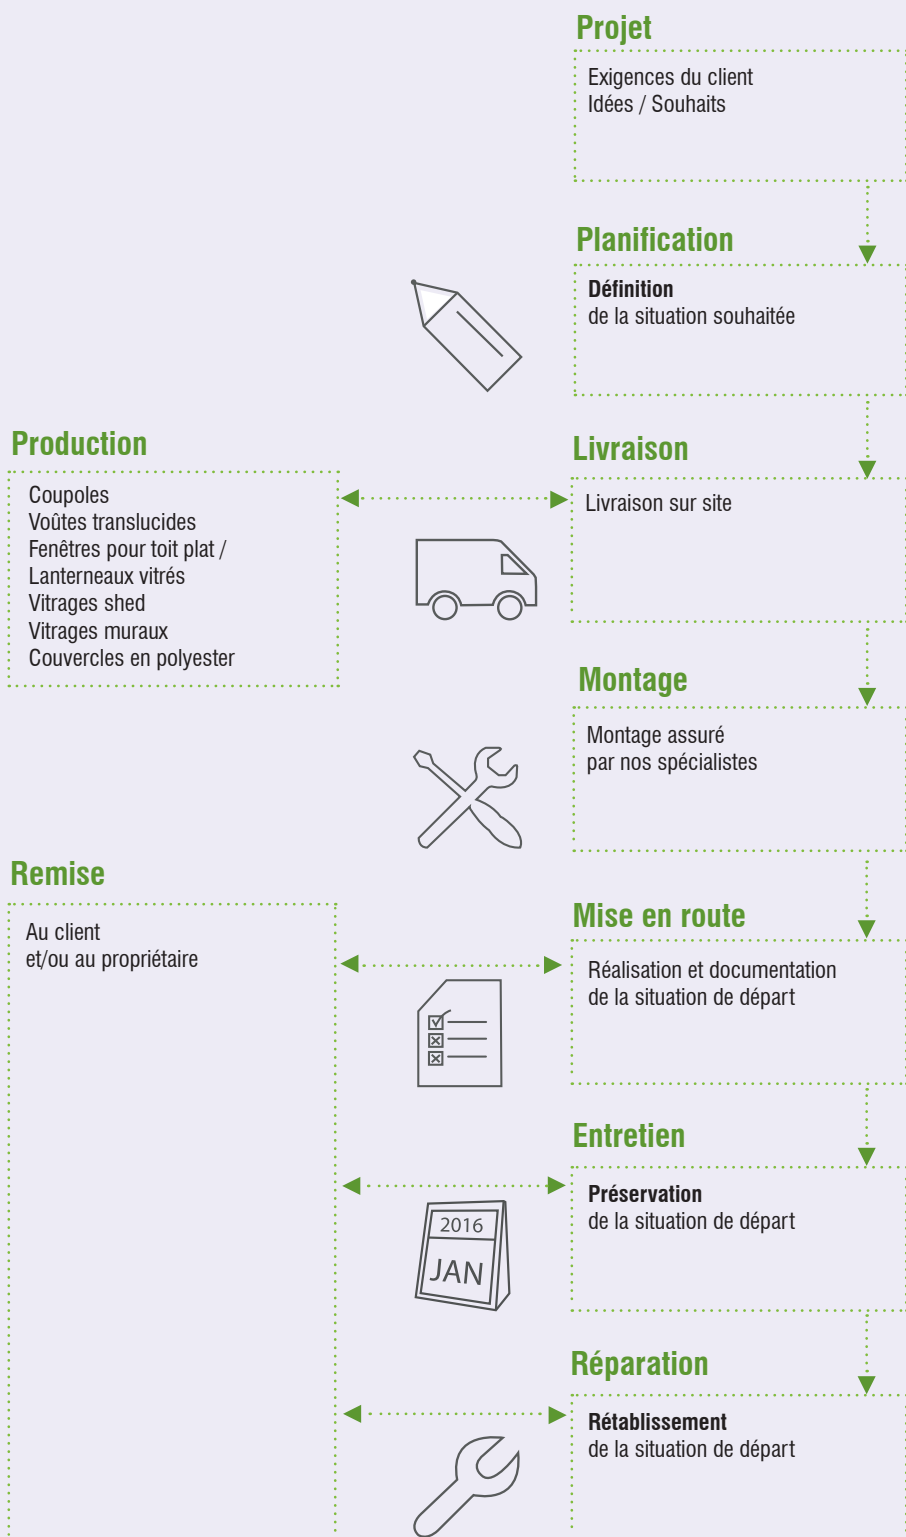 Projet
Exigences du client
Idées / Souhaits
Planification
Définition
de la situation souhaitée
Production
Coupoles
Voûtes translucides
Fenêtres pour toit plat /
Lanterneaux vitrés
Vitrages shed
Vitrages muraux
Couvercles en polyester
Livraison
Livraison sur site
Montage
Montage assuré
par nos spécialistes
Remise
Au client
et/ou au propriétaire
Mise en route
Réalisation et documentation
de la situation de départ
Entretien
Préservation
de la situation de départ
2016
JAN
Réparation
Rétablissement
de la situation de départ